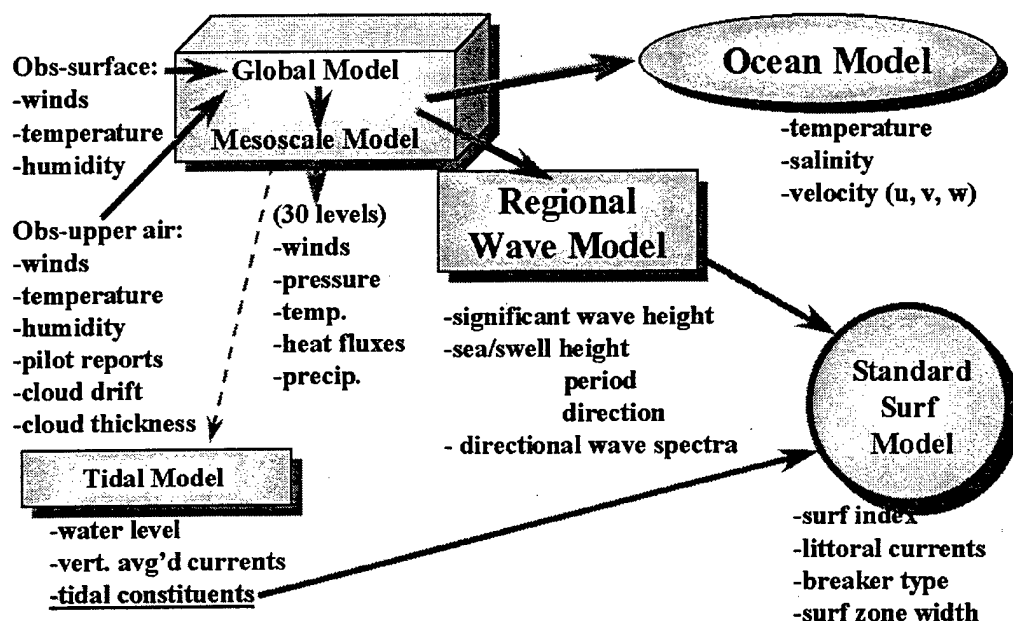 Obs-surface:
-winds
-temperature
-humidity
Obs-upper air:
-winds
-temperature
-humidity
-pilot reports
-cloud drift
-cloud thickness
Global Model
Mesoscale Model
(30 levels)
-winds
-pressure
-temp.
-heat fluxes
-precip.
Ocean Model
-temperature
-salinity
-velocity (u, v, w)
Regional
Wave Model
-significant wave height
-sea/swell height
period
direction
- directional wave spectra
Tidal Model
-water level
-vert. avg'd currents
-tidal constituents
Standard
Surf
Model
-surf index
-littoral currents
-breaker type
-surf zone width